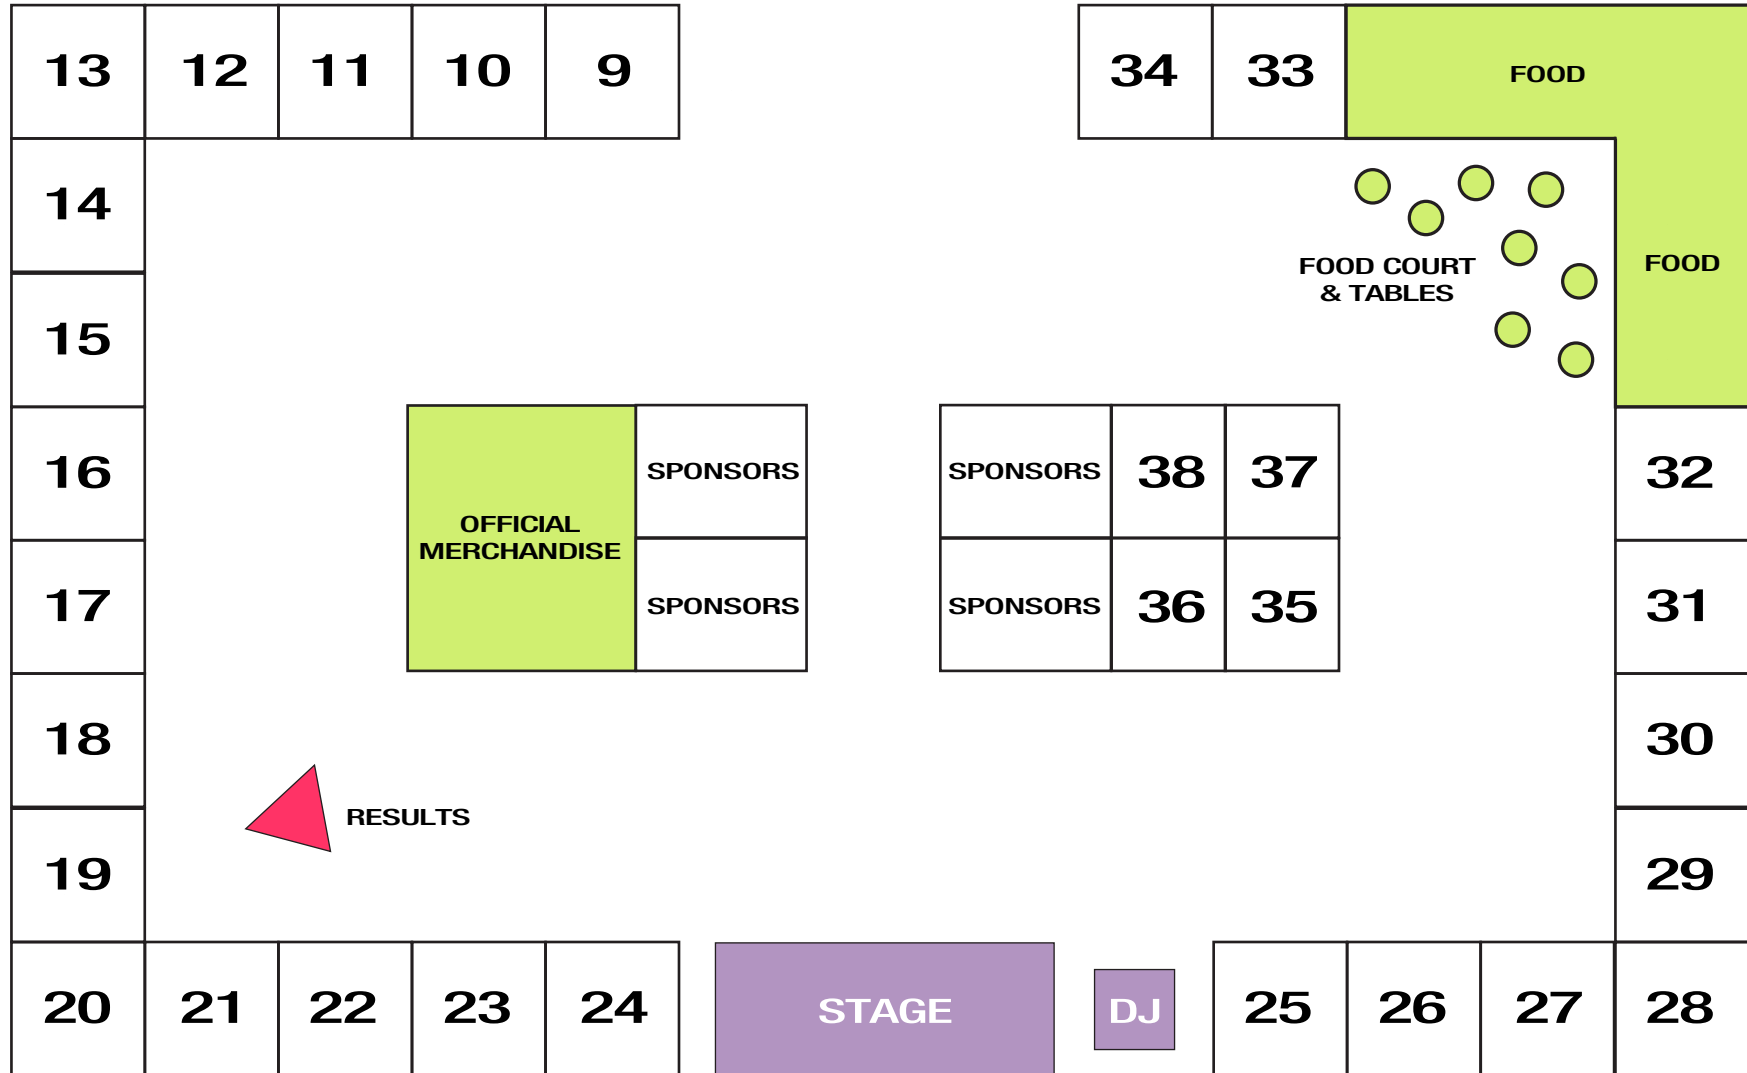 13 12 11 10 9 34 33 FOOD
14
FOOD COURT
& TABLES
FOOD
15
16 SPONSORS SPONSORS 38 37 32
OFFICIAL
MERCHANDISE
17 SPONSORS SPONSORS 36 35 31
18 30
RESULTS
19 29
20 21 22 23 24 STAGE DJ 25 26 27 28